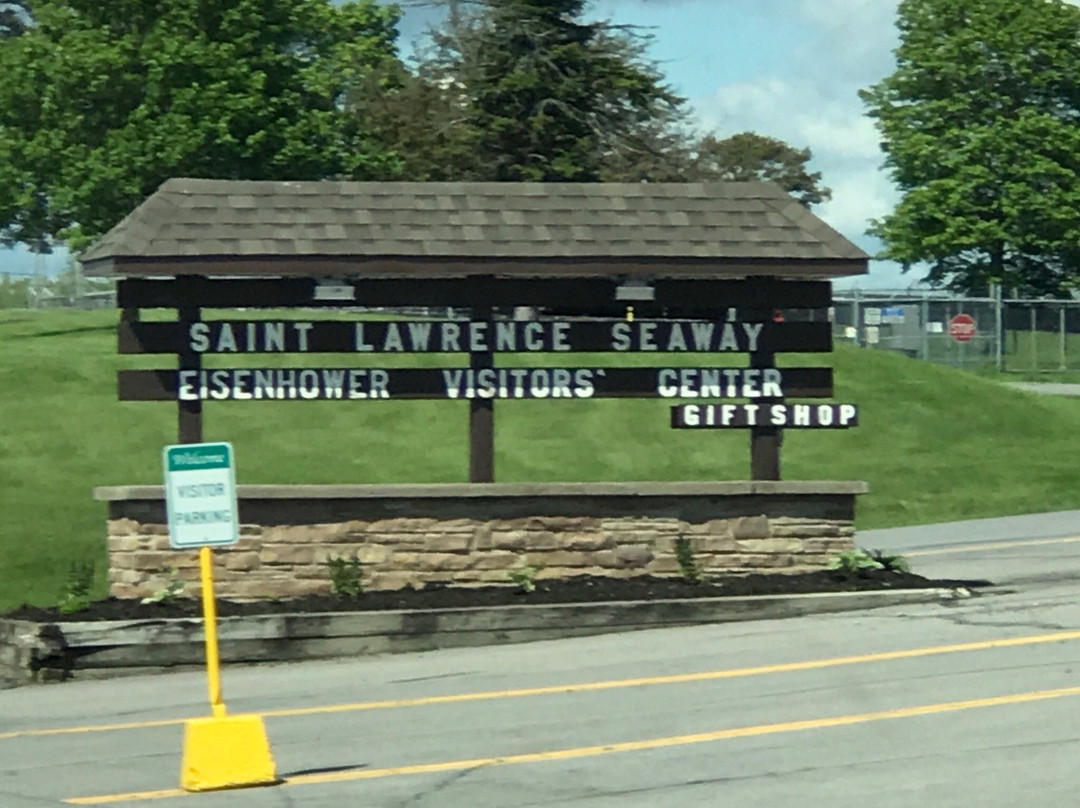 SAINT LAWRENCE SEAWAY
EISENHOWER VISITORS' CENTER
GIFT SHOP
Welcome
VISITOR
PARKING
STOP